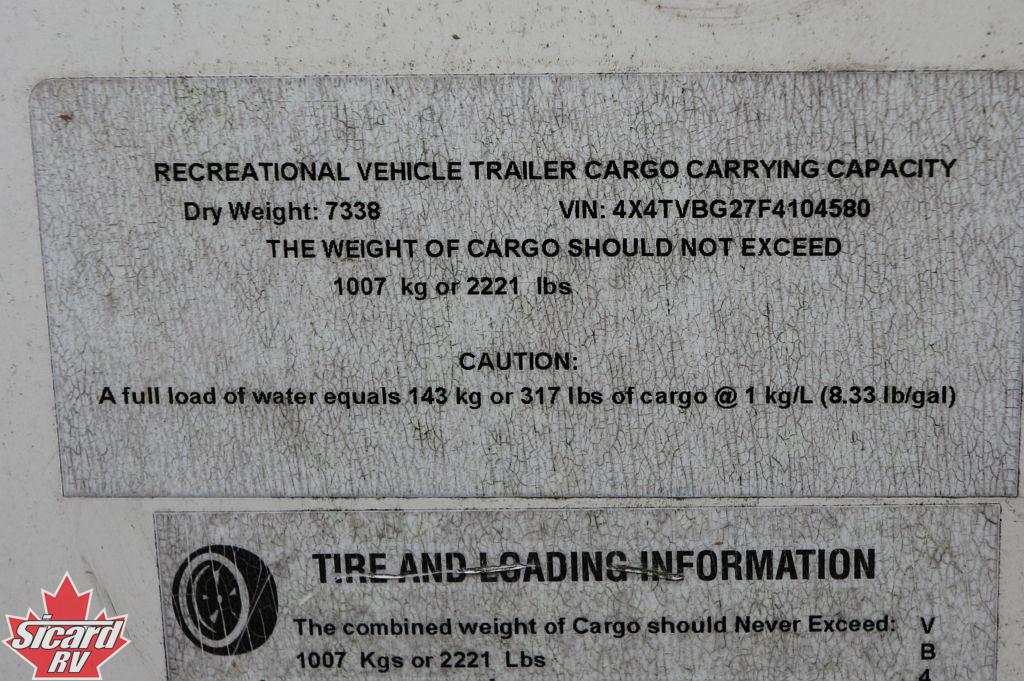 RECREATIONAL VEHICLE TRAILER CARGO CARRYING CAPACITY
Dry Weight: 7338 VIN: 4X4TVBG27F4104580
THE WEIGHT OF CARGO SHOULD NOT EXCEED
1007 kg or 2221 lbs
CAUTION:
A full load of water equals 143 kg or 317 lbs of cargo @ 1 kg/L (8.33 lb/gal)
TIRE AND LOADING INFORMATION
The combined weight of Cargo should Never Exceed: V
1007 Kgs or 2221 Lbs B
4
Sicard
RV